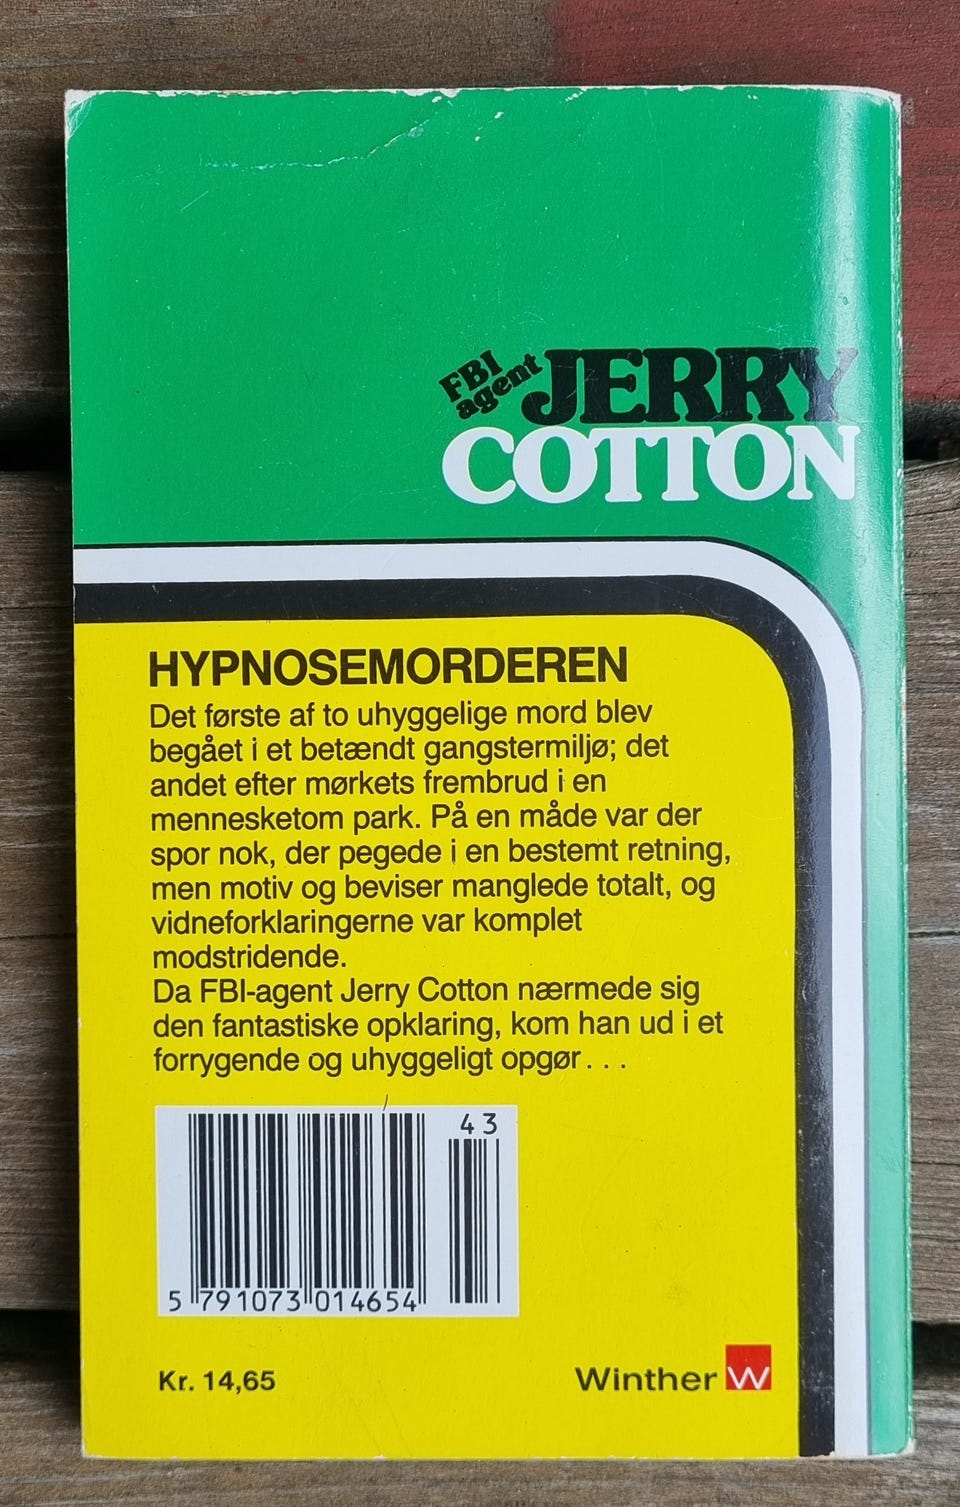 FBI
agent
JERRY
COTTON
HYPNOSEMORDEREN
Det første af to uhyggelige mord blev
begået i et betændt gangstermiljø; det
andet efter mørkets frembrud i en
mennesketom park. På en måde var der
spor nok, der pegede i en bestemt retning,
men motiv og beviser manglede totalt, og
vidneforklaringerne var komplet
modstridende.
Da FBI-agent Jerry Cotton nærmede sig
den fantastiske opklaring, kom han ud i et
forrygende og uhyggeligt opgør...
43
5 791073 014654
Kr. 14,65
Winther W